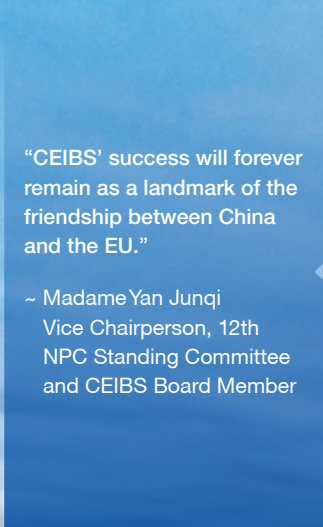 “CEIBS’ success will forever
remain as a landmark of the
friendship between China
and the EU.”
~ Madame Yan Junqi
Vice Chairperson, 12th
NPC Standing Committee
and CEIBS Board Member